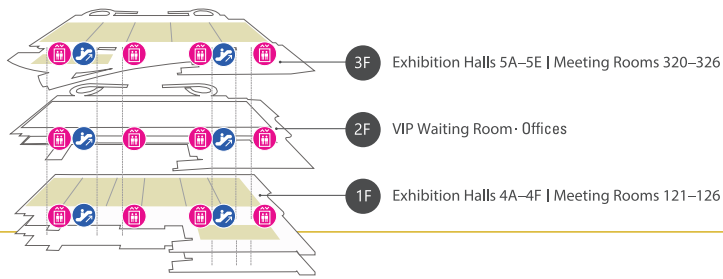 3F Exhibition Halls 5A–5E | Meeting Rooms 320–326
2F VIP Waiting Room · Offices
1F Exhibition Halls 4A–4F | Meeting Rooms 121–126